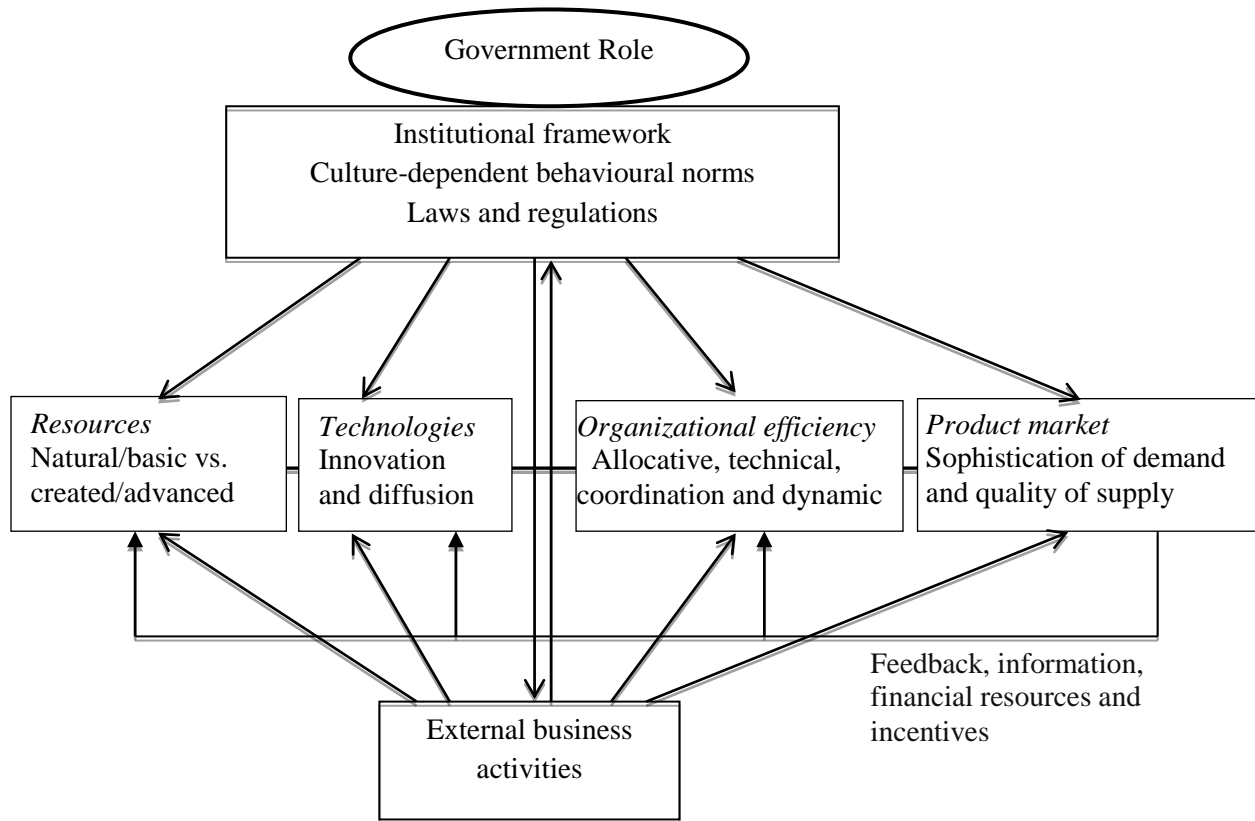 Government Role
Institutional framework
Culture-dependent behavioural norms
Laws and regulations
Resources
Natural/basic vs.
created/advanced
Technologies
Innovation
and diffusion
Organizational efficiency
Allocative, technical,
coordination and dynamic
Product market
Sophistication of demand
and quality of supply
Feedback, information,
financial resources and
incentives
External business
activities